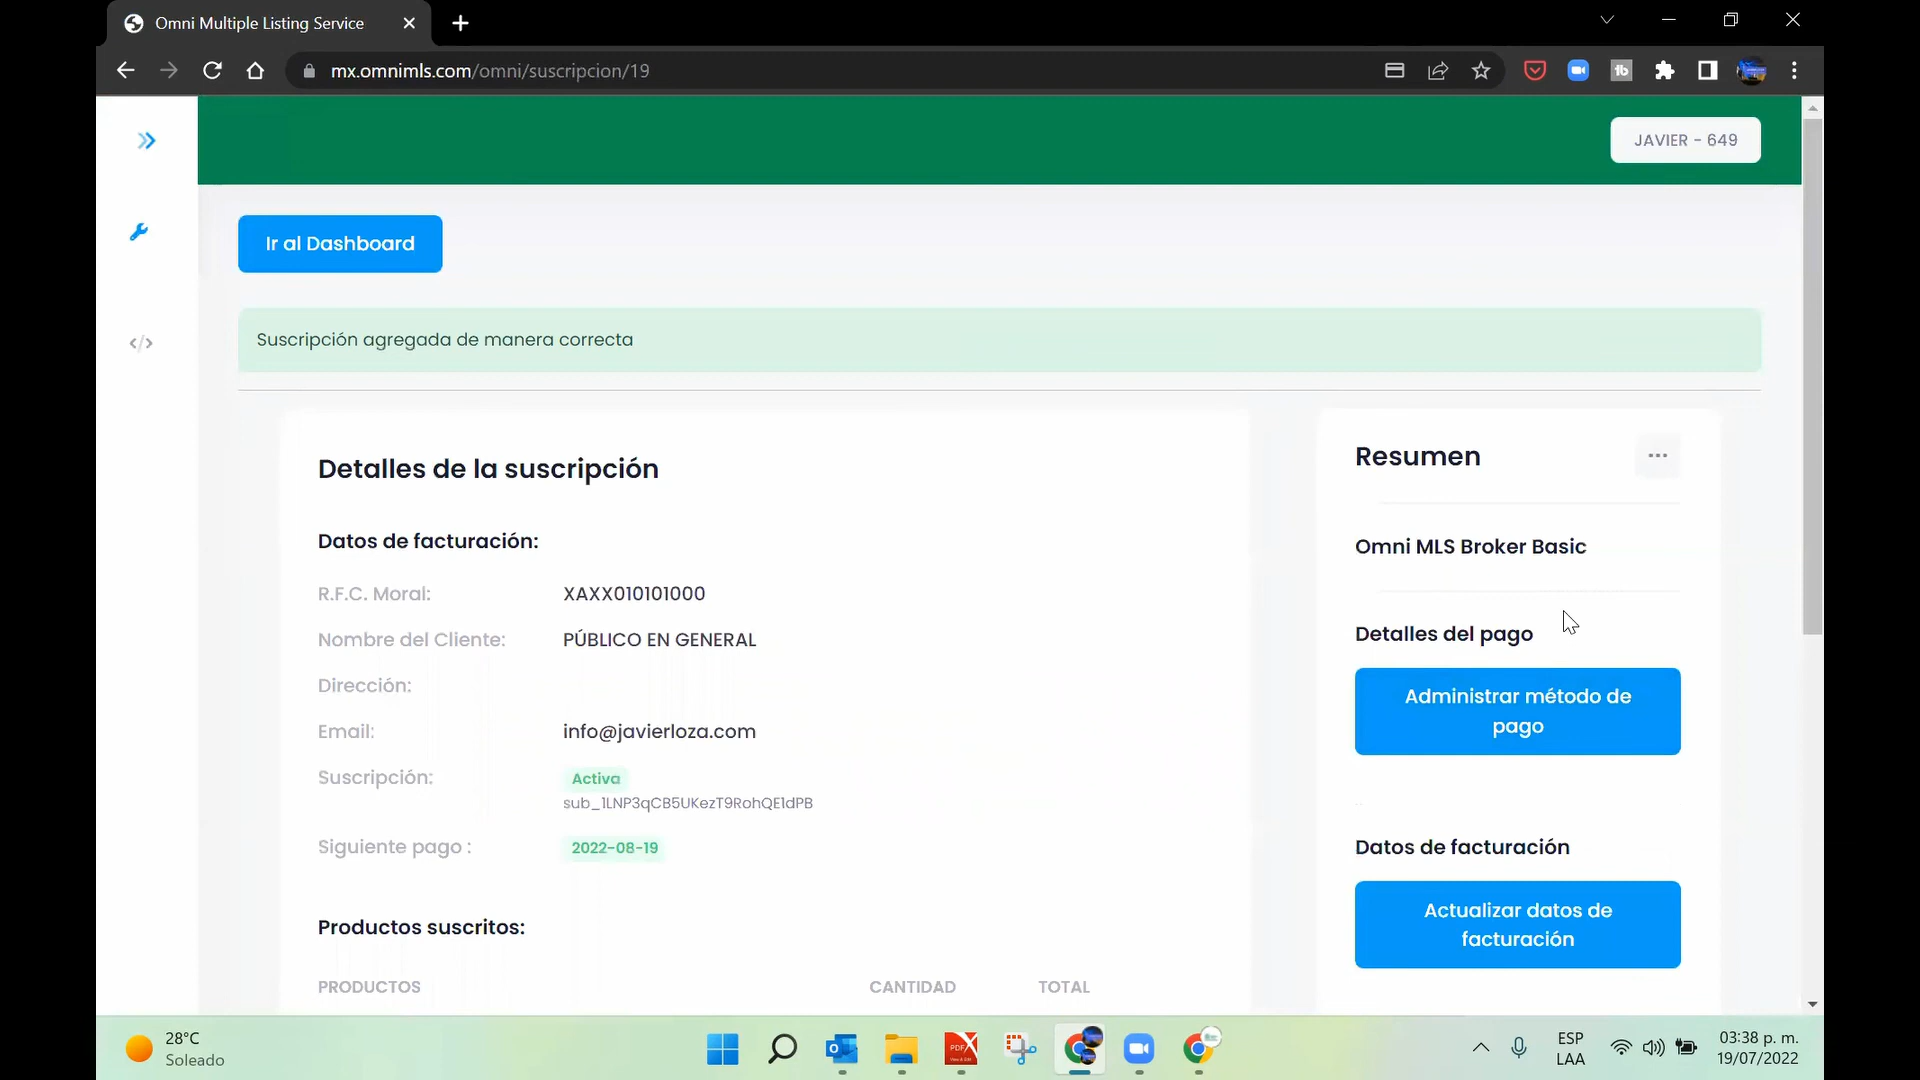 Omni Multiple Listing Service
mx.omnimls.com/omni/suscripcion/19
JAVIER - 649
Ir al Dashboard
Suscripción agregada de manera correcta
Detalles de la suscripción
Datos de facturación:
R.F.C. Moral: XAXX010101000
Nombre del Cliente: PÚBLICO EN GENERAL
Dirección:
Email: info@javierloza.com
Suscripción: Activa
sub_1LNP3qCB5UKezT9RohQE1dPB
Siguiente pago : 2022-08-19
Productos suscritos:
PRODUCTOS CANTIDAD TOTAL
Resumen
Omni MLS Broker Basic
Detalles del pago
Administrar método de
pago
Datos de facturación
Actualizar datos de
facturación
28°C
Soleado
ESP
LAA
03:38 p. m.
19/07/2022